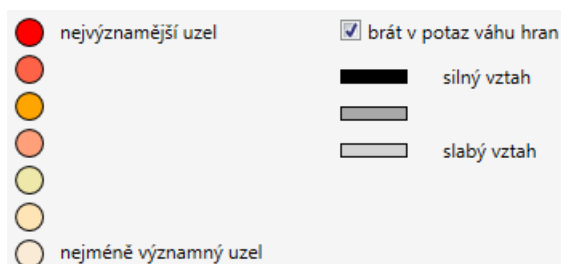 nejvýznamější uzel
brát v potaz váhu hran
silný vztah
slabý vztah
nejméně významný uzel